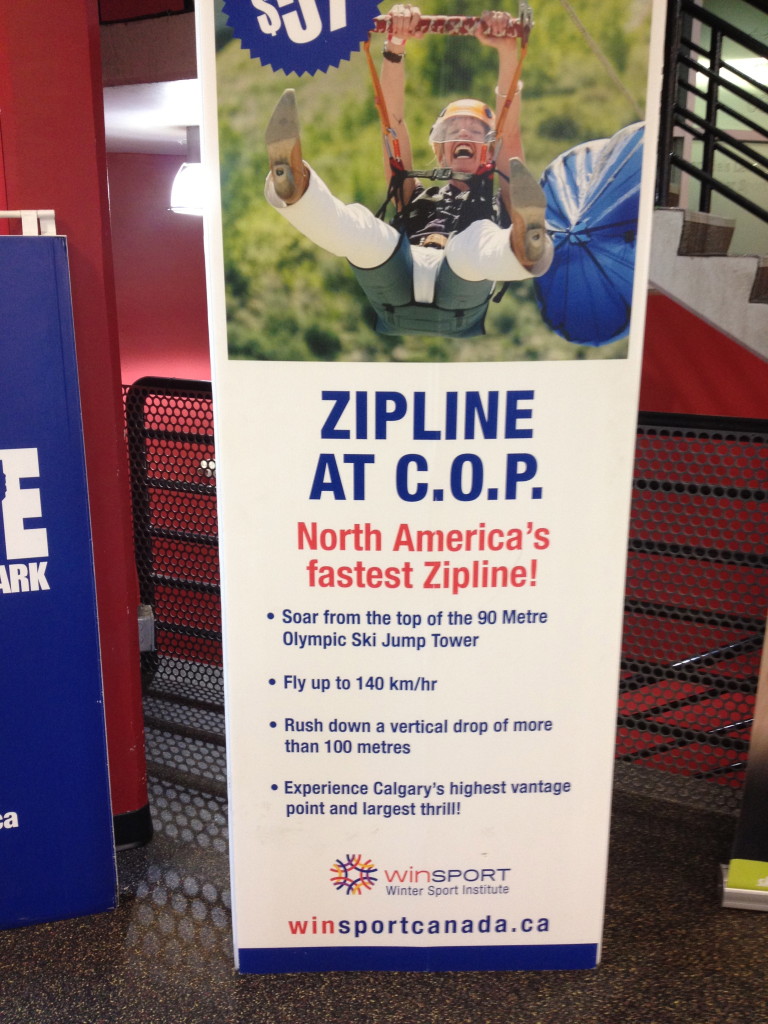 ZIPLINE
AT C.O.P.
North America's
fastest Zipline!
• Soar from the top of the 90 Metre
Olympic Ski Jump Tower
• Fly up to 140 km/hr
• Rush down a vertical drop of more
than 100 metres
• Experience Calgary's highest vantage
point and largest thrill!
winSPORT
Winter Sport Institute
winsportcanada.ca